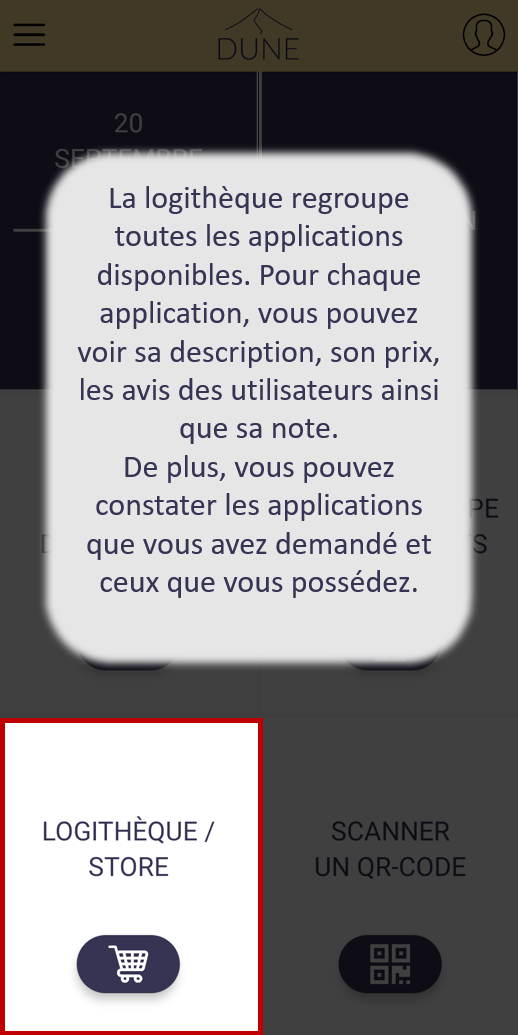 DUNE
20
SEPTEMBRE
La logithèque regroupe
toutes les applications
disponibles. Pour chaque
application, vous pouvez
voir sa description, son prix,
les avis des utilisateurs ainsi
que sa note.
De plus, vous pouvez
constater les applications
que vous avez demandé et
ceux que vous possédez.
LOGITHÈQUE /
STORE
SCANNER
UN QR-CODE